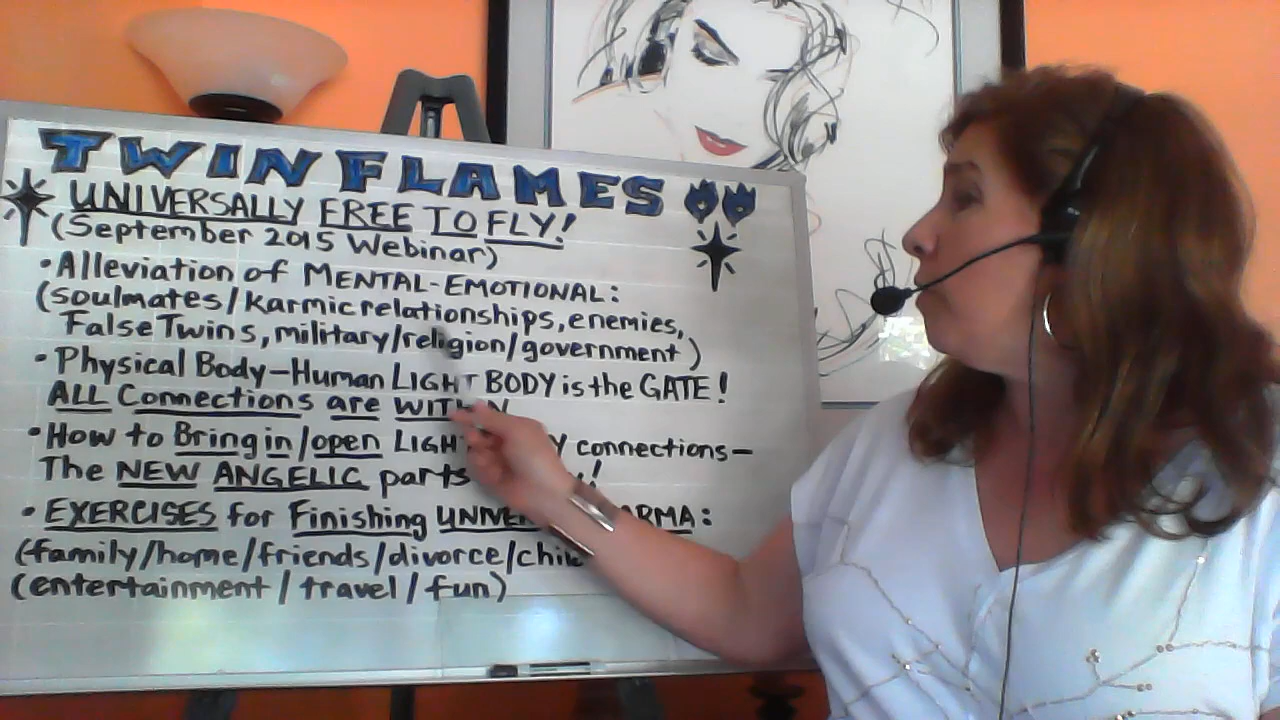 TWIN FLAMES
UNIVERSALLY FREE TO FLY!
(September 2015 Webinar)
• Alleviation of MENTAL-EMOTIONAL:
(soulmates/karmic relationships, enemies,
False Twins, military/religion/government)
• Physical Body-Human LIGHT BODY is the GATE!
ALL Connections are
• How to Bring in/open connections-
The NEW ANGELIC parts
• EXERCISES for Finishing
(family/home/friends/divorce/
(entertainment/travel/fun)